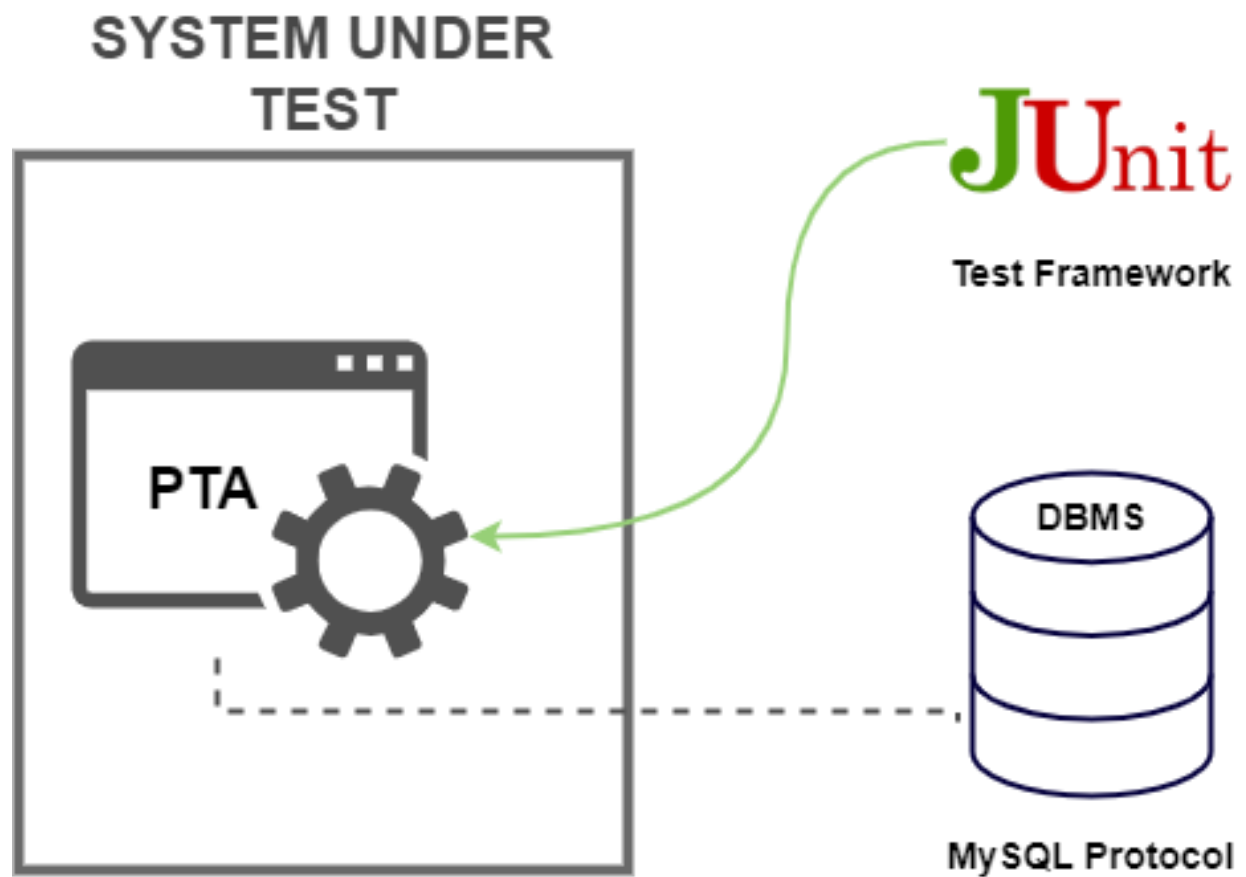 SYSTEM UNDER
TEST
JUnit
Test Framework
PTA
DBMS
MySQL Protocol